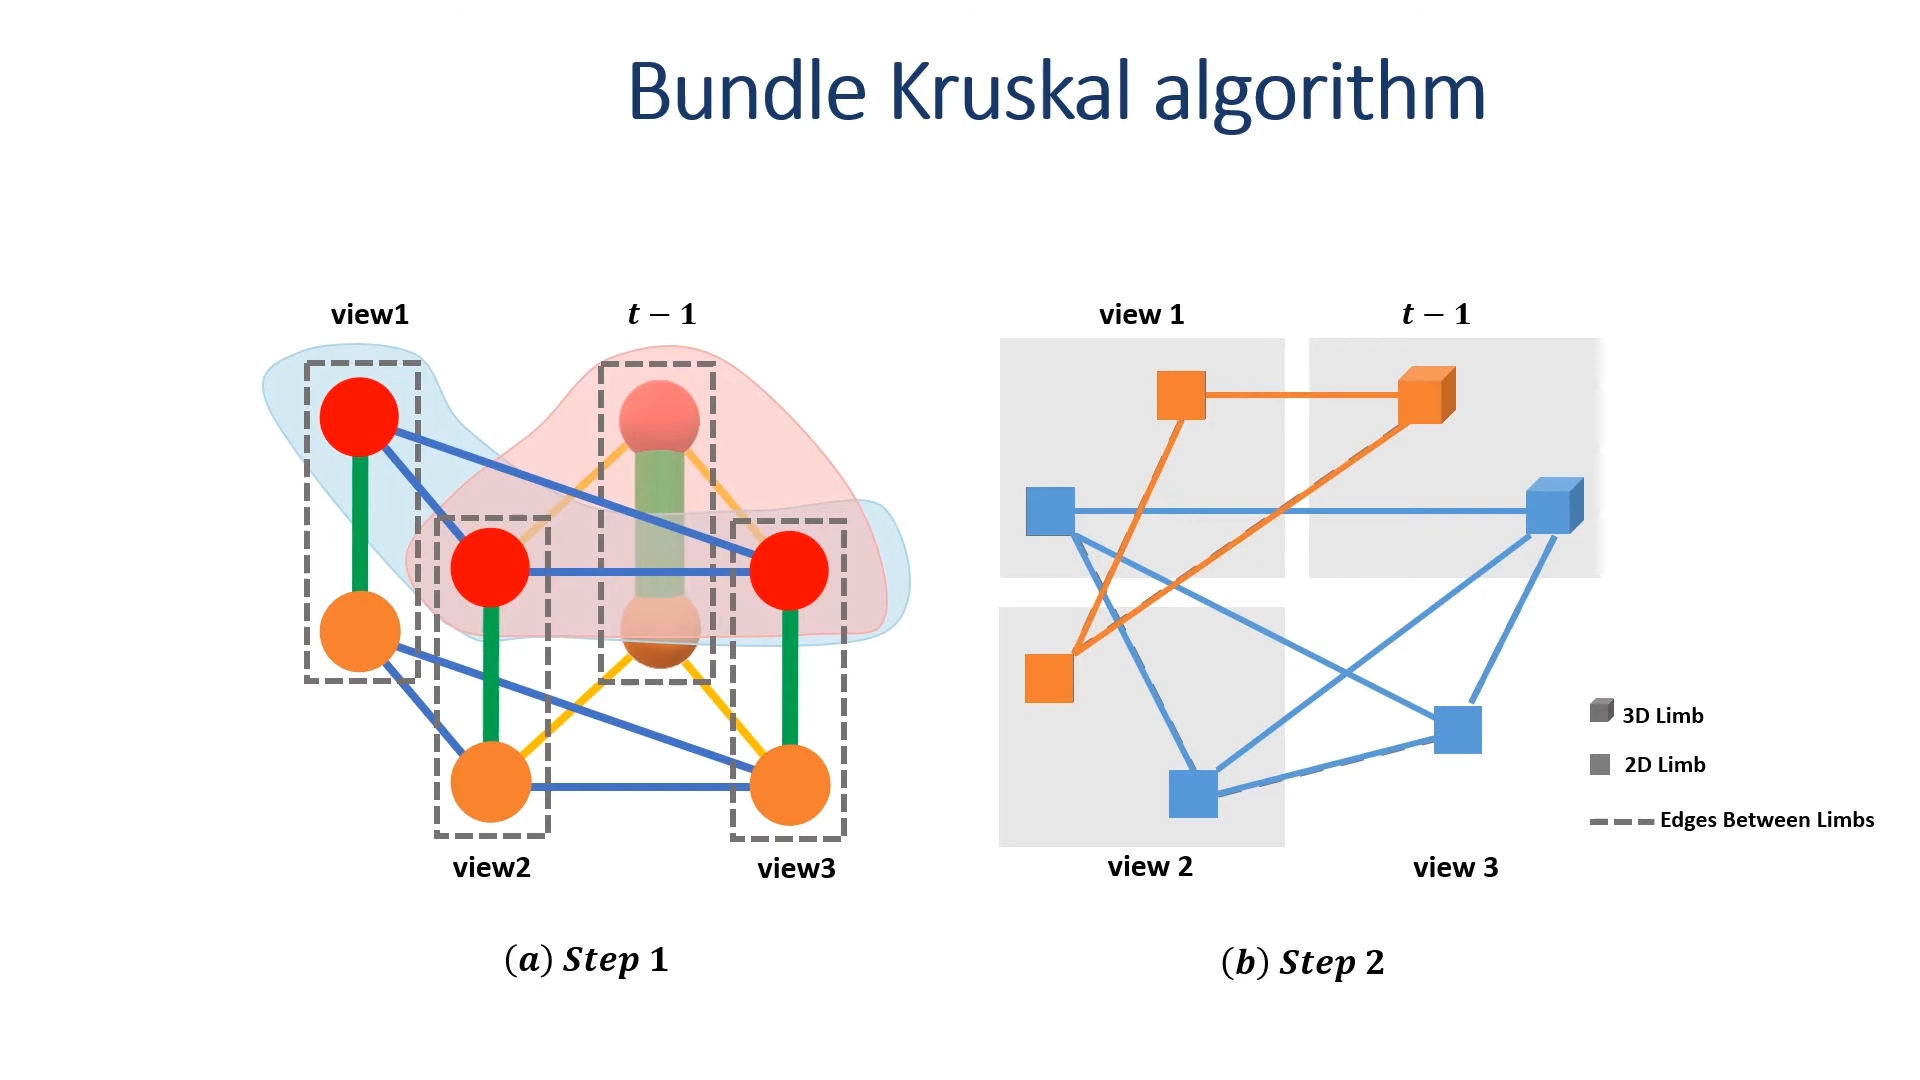 Bundle Kruskal algorithm
view1
t − 1
view2
view3
(a) Step 1
view 1
t − 1
view 2
view 3
3D Limb
2D Limb
Edges Between Limbs
(b) Step 2